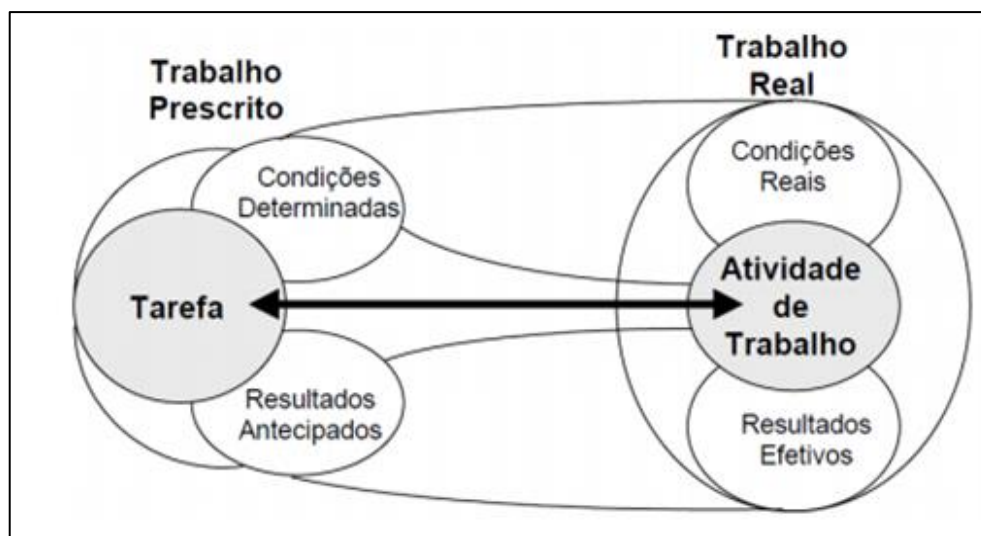 Trabalho
Prescrito
Condições
Determinadas
Tarefa
Resultados
Antecipados
Trabalho
Real
Condições
Reais
Atividade
de
Trabalho
Resultados
Efetivos